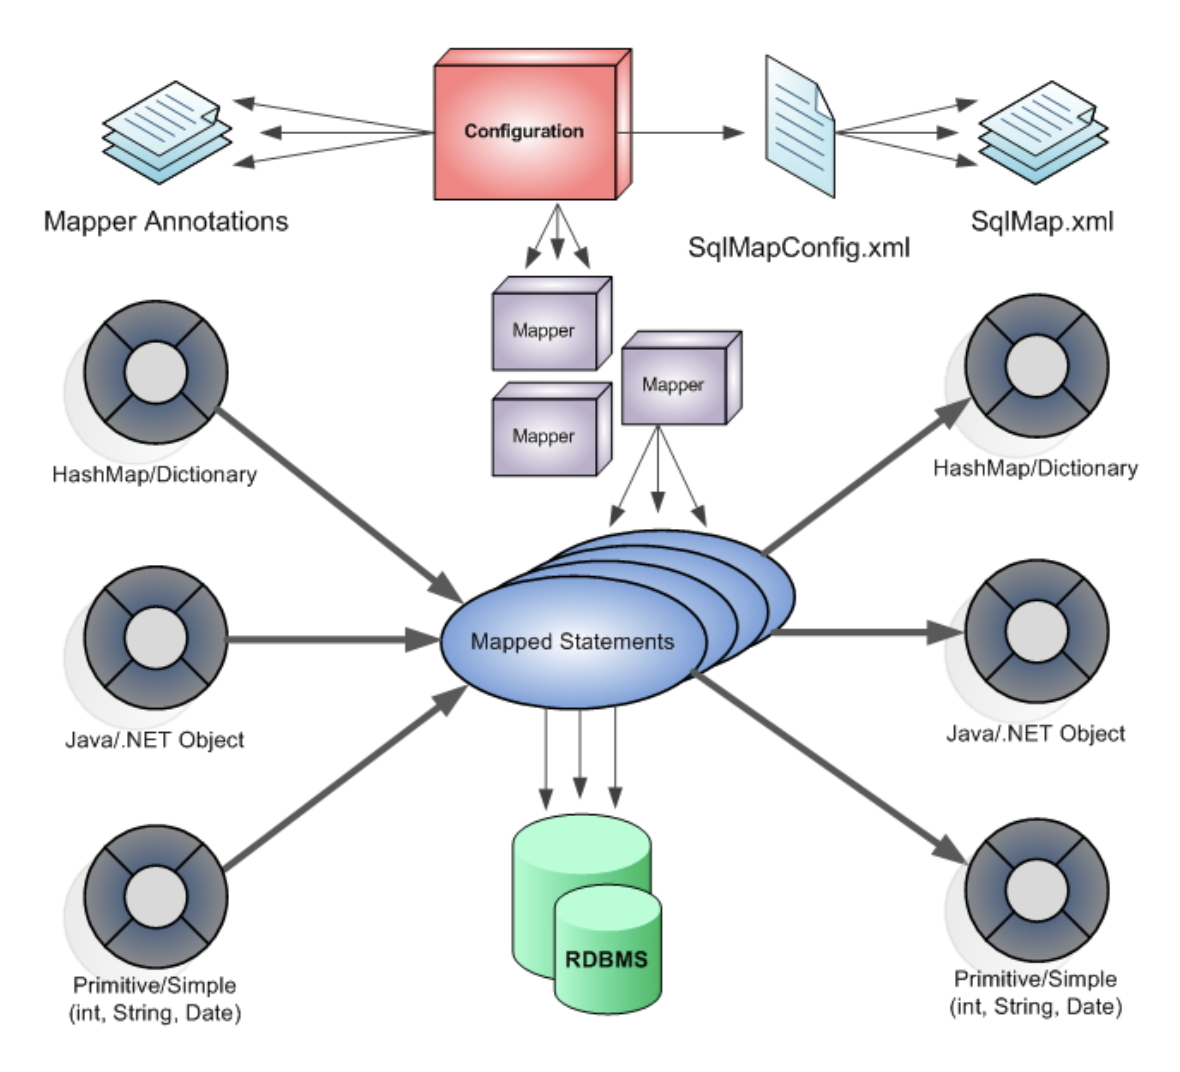 Configuration
Mapper Annotations
SqlMapConfig.xml
SqlMap.xml
Mapper
Mapper
Mapper
HashMap/Dictionary
HashMap/Dictionary
Mapped Statements
Java/.NET Object
Java/.NET Object
RDBMS
Primitive/Simple
(int, String, Date)
Primitive/Simple
(int, String, Date)